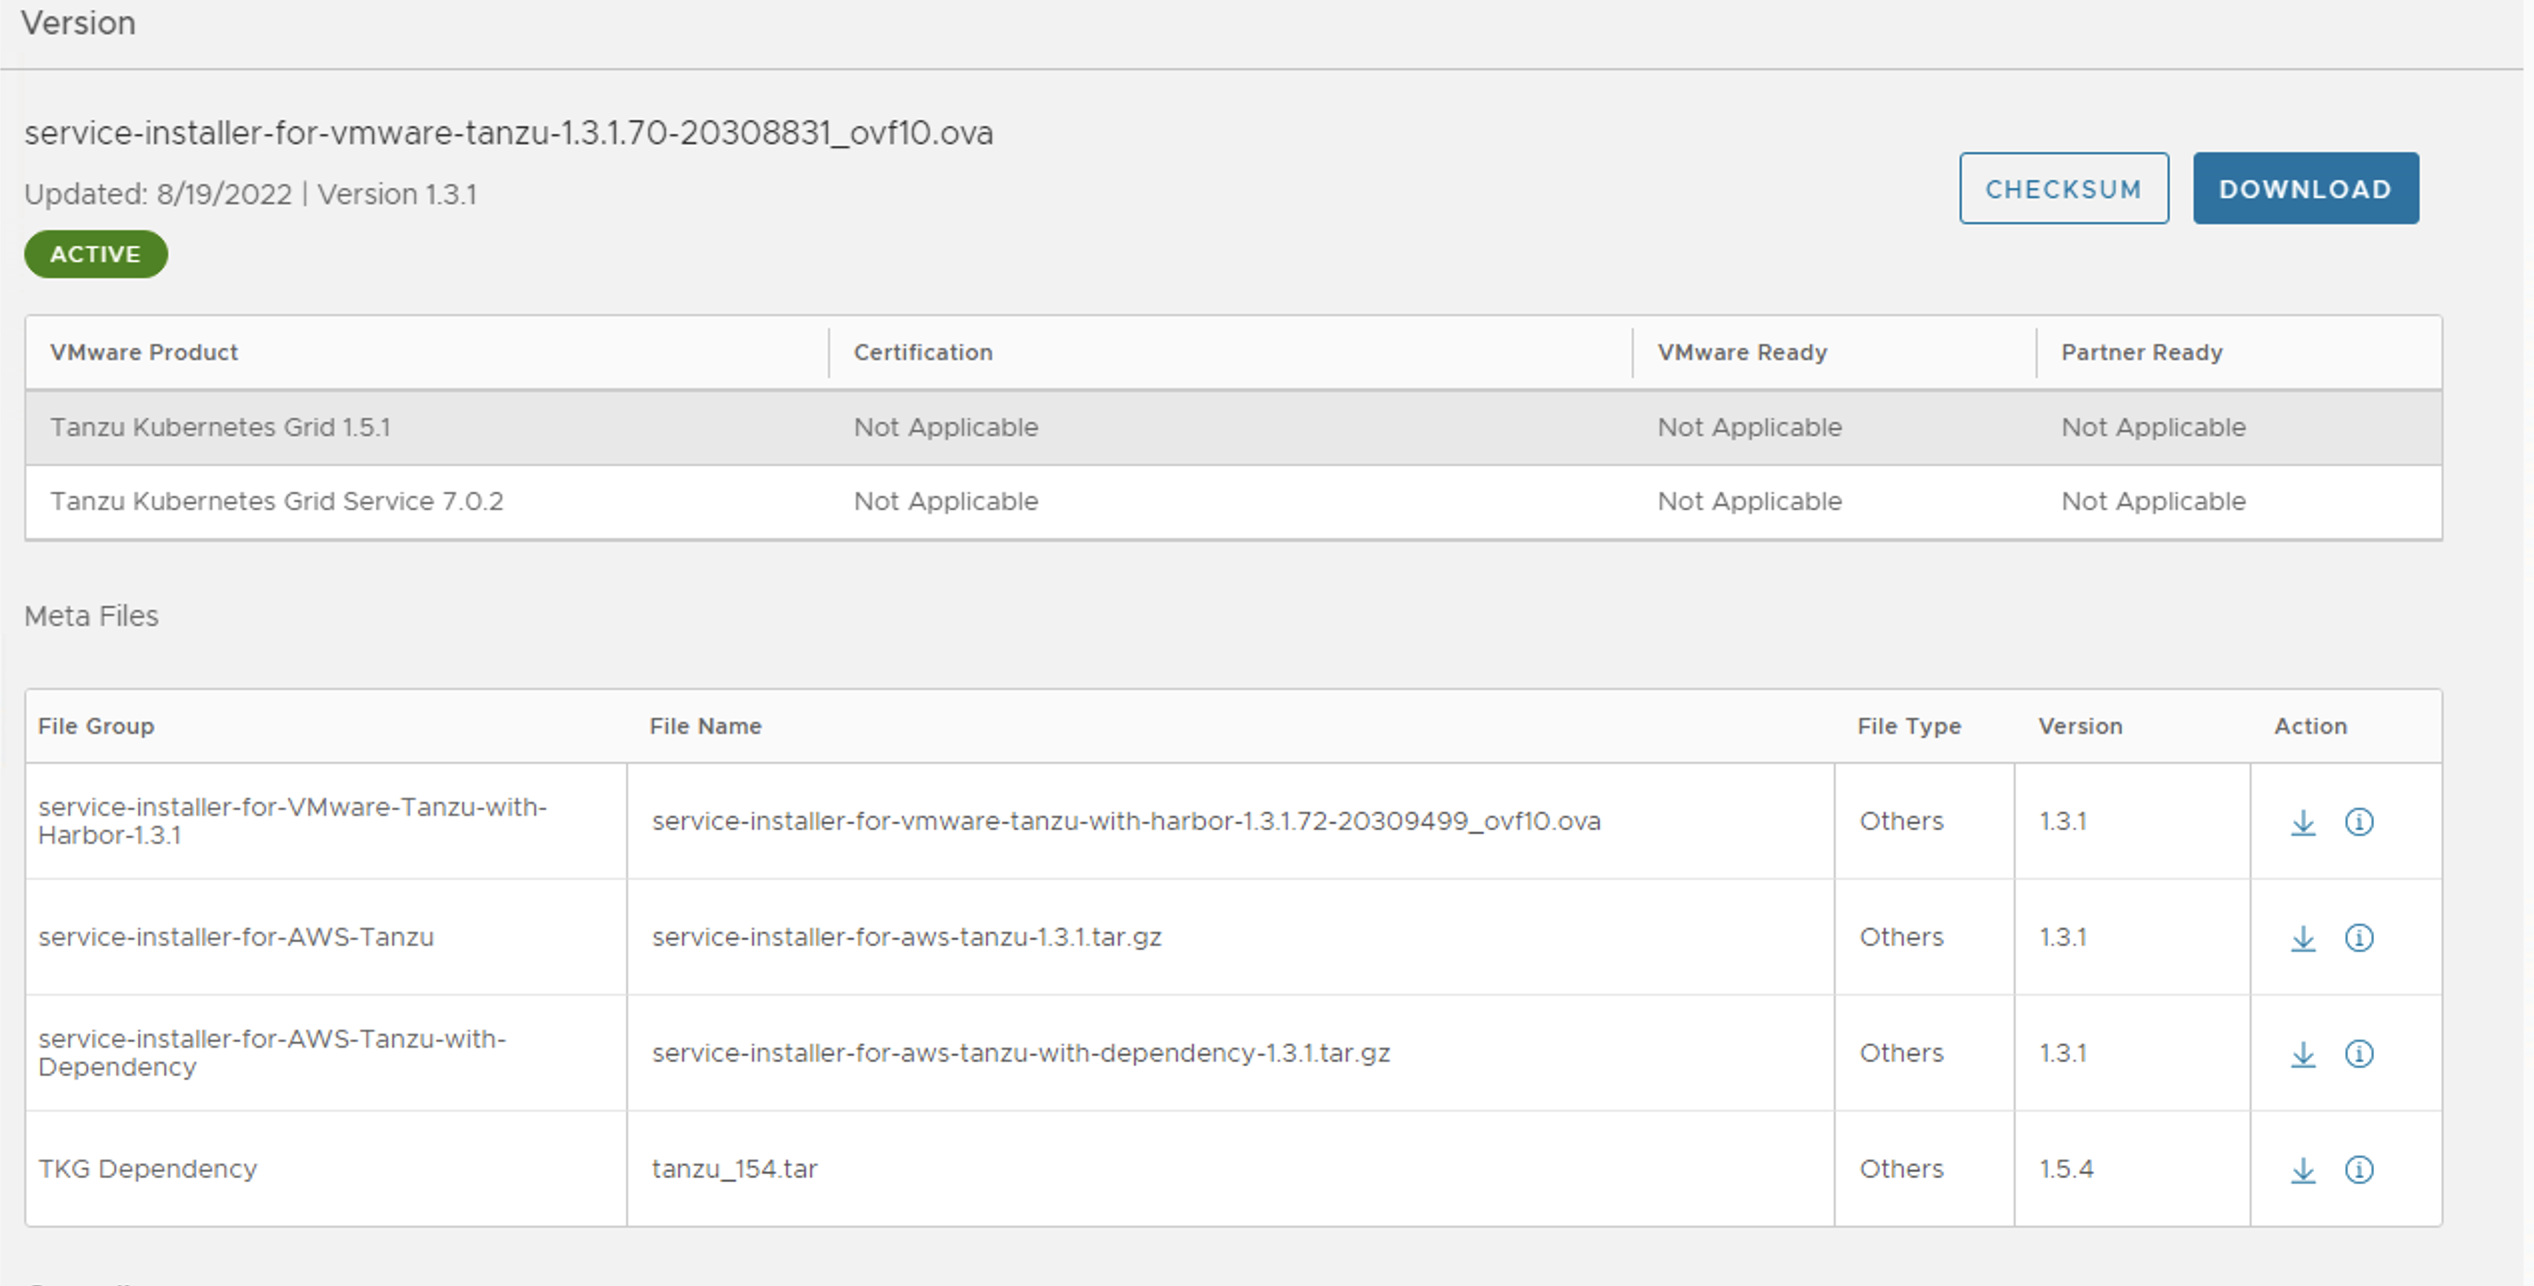 Version
service-installer-for-vmware-tanzu-1.3.1.70-20308831_ovf10.ova
Updated: 8/19/2022 | Version 1.3.1
CHECKSUM
DOWNLOAD
ACTIVE
VMware Product Certification VMware Ready Partner Ready
Tanzu Kubernetes Grid 1.5.1 Not Applicable Not Applicable Not Applicable
Tanzu Kubernetes Grid Service 7.0.2 Not Applicable Not Applicable Not Applicable
Meta Files
File Group File Name File Type Version Action
service-installer-for-VMware-Tanzu-with-
Harbor-1.3.1
service-installer-for-vmware-tanzu-with-harbor-1.3.1.72-20309499_ovf10.ova Others 1.3.1
service-installer-for-AWS-Tanzu service-installer-for-aws-tanzu-1.3.1.tar.gz Others 1.3.1
service-installer-for-AWS-Tanzu-with-
Dependency
service-installer-for-aws-tanzu-with-dependency-1.3.1.tar.gz Others 1.3.1
TKG Dependency tanzu_154.tar Others 1.5.4